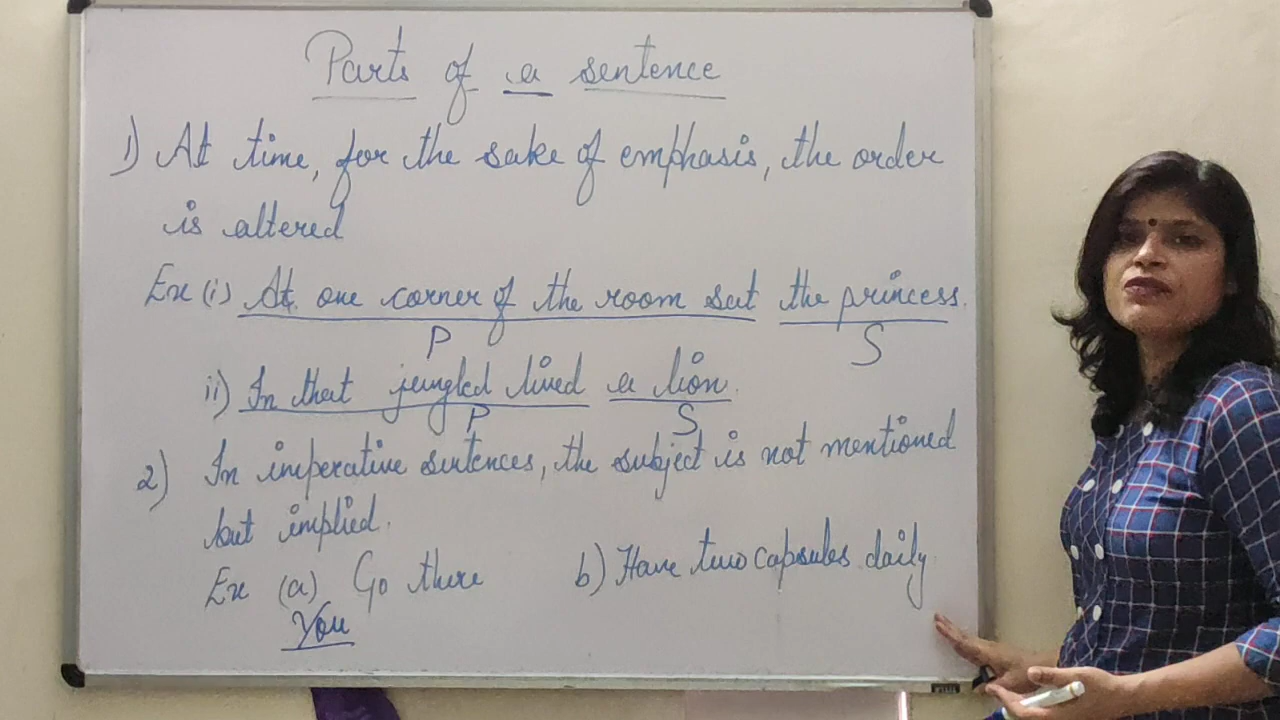 Parts of a sentence
1) At time, for the sake of emphasis, the order
is altered
Ex (i) At one corner of the room sat the princess.
P S
ii) In that jungled lived a lion.
P S
2) In imperative sentences, the subject is not mentioned
but implied.
Ex (a) Go there b) Have two capsules daily
You